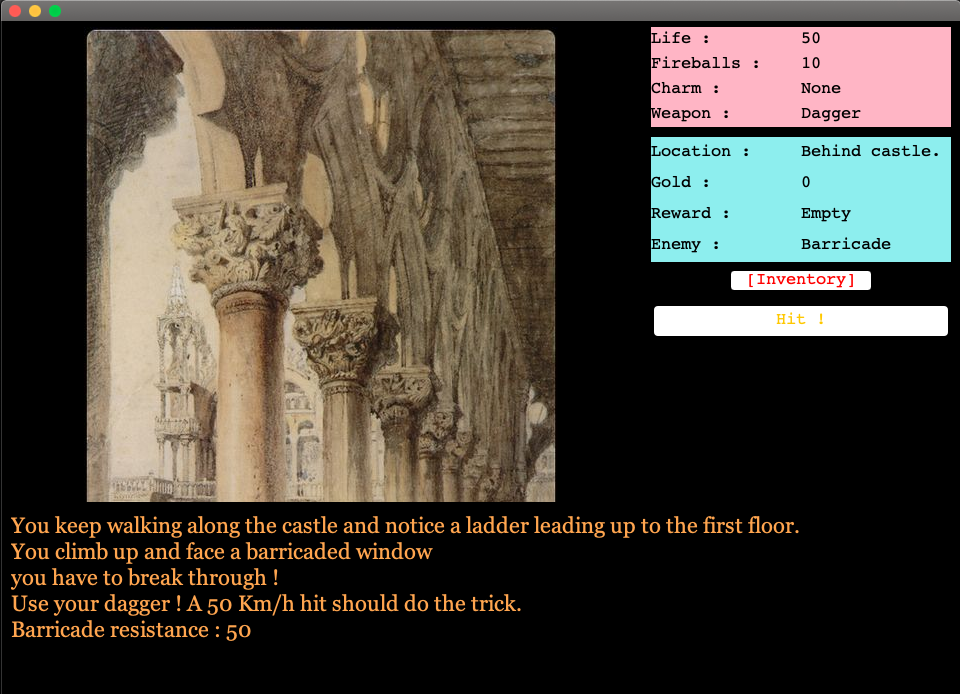 Life : 50
Fireballs : 10
Charm : None
Weapon : Dagger
Location : Behind castle.
Gold : 0
Reward : Empty
Enemy : Barricade
[Inventory]
Hit !
You keep walking along the castle and notice a ladder leading up to the first floor.
You climb up and face a barricaded window
you have to break through !
Use your dagger ! A 50 Km/h hit should do the trick.
Barricade resistance : 50